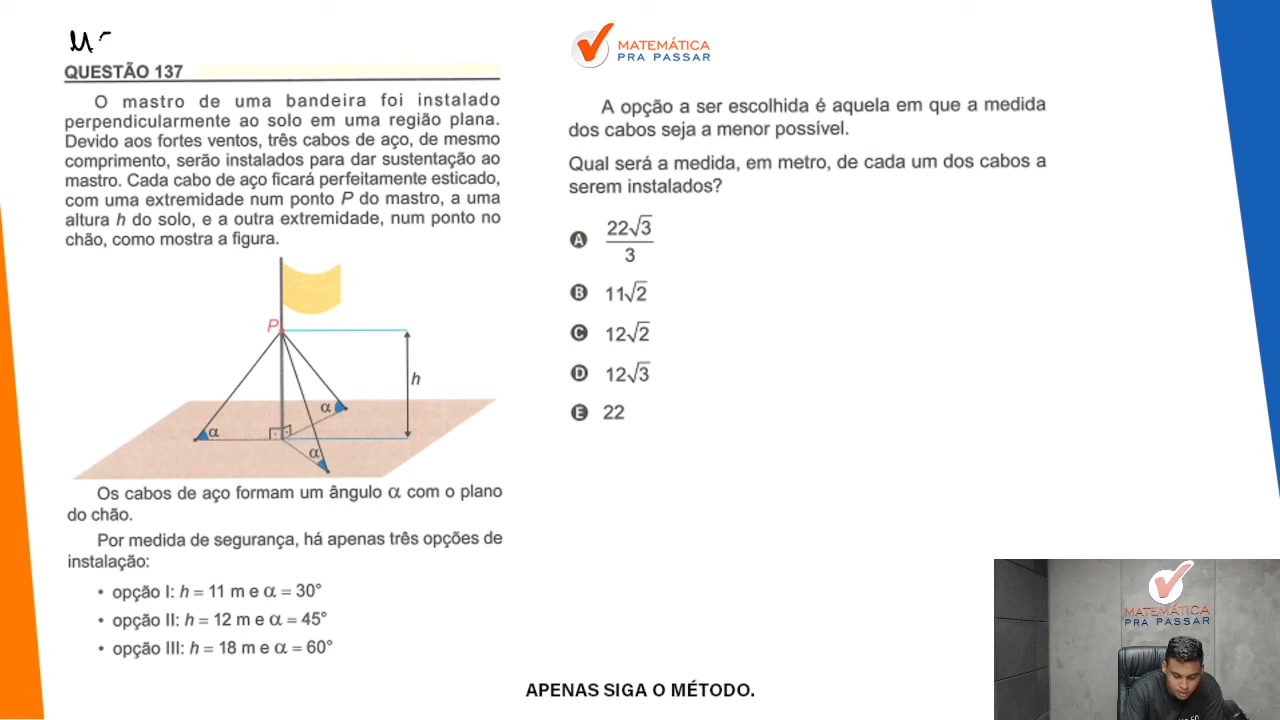 QUESTÃO 137
O mastro de uma bandeira foi instalado
perpendicularmente ao solo em uma região plana.
Devido aos fortes ventos, três cabos de aço, de mesmo
comprimento, serão instalados para dar sustentação ao
mastro. Cada cabo de aço ficará perfeitamente esticado,
com uma extremidade num ponto P do mastro, a uma
altura h do solo, e a outra extremidade, num ponto no
chão, como mostra a figura.
P
h
α
α
α
Os cabos de aço formam um ângulo α com o plano
do chão.
Por medida de segurança, há apenas três opções de
instalação:
• opção I: h = 11 m e α = 30°
• opção II: h = 12 m e α = 45°
• opção III: h = 18 m e α = 60°
MATEMÁTICA
PRA PASSAR
A opção a ser escolhida é aquela em que a medida
dos cabos seja a menor possível.
Qual será a medida, em metro, de cada um dos cabos a
serem instalados?
A 22√3/3
B 11√2
C 12√2
D 12√3
E 22
MATEMÁTICA
PRA PASSAR
APENAS SIGA O MÉTODO.